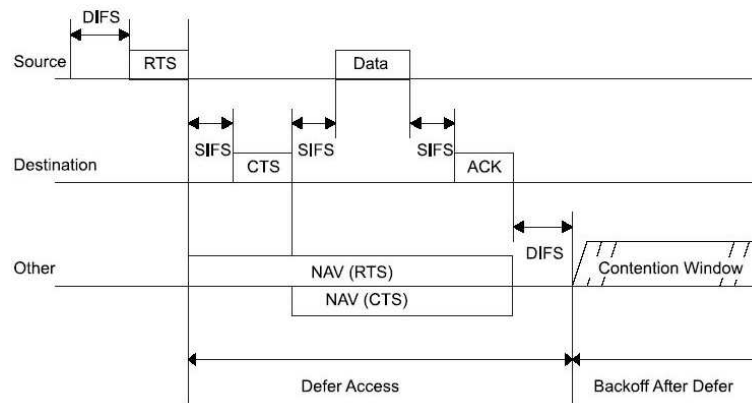 DIFS
Source
RTS
Data
SIFS
SIFS
SIFS
Destination
CTS
ACK
DIFS
Other
NAV (RTS)
Contention Window
NAV (CTS)
Defer Access
Backoff After Defer